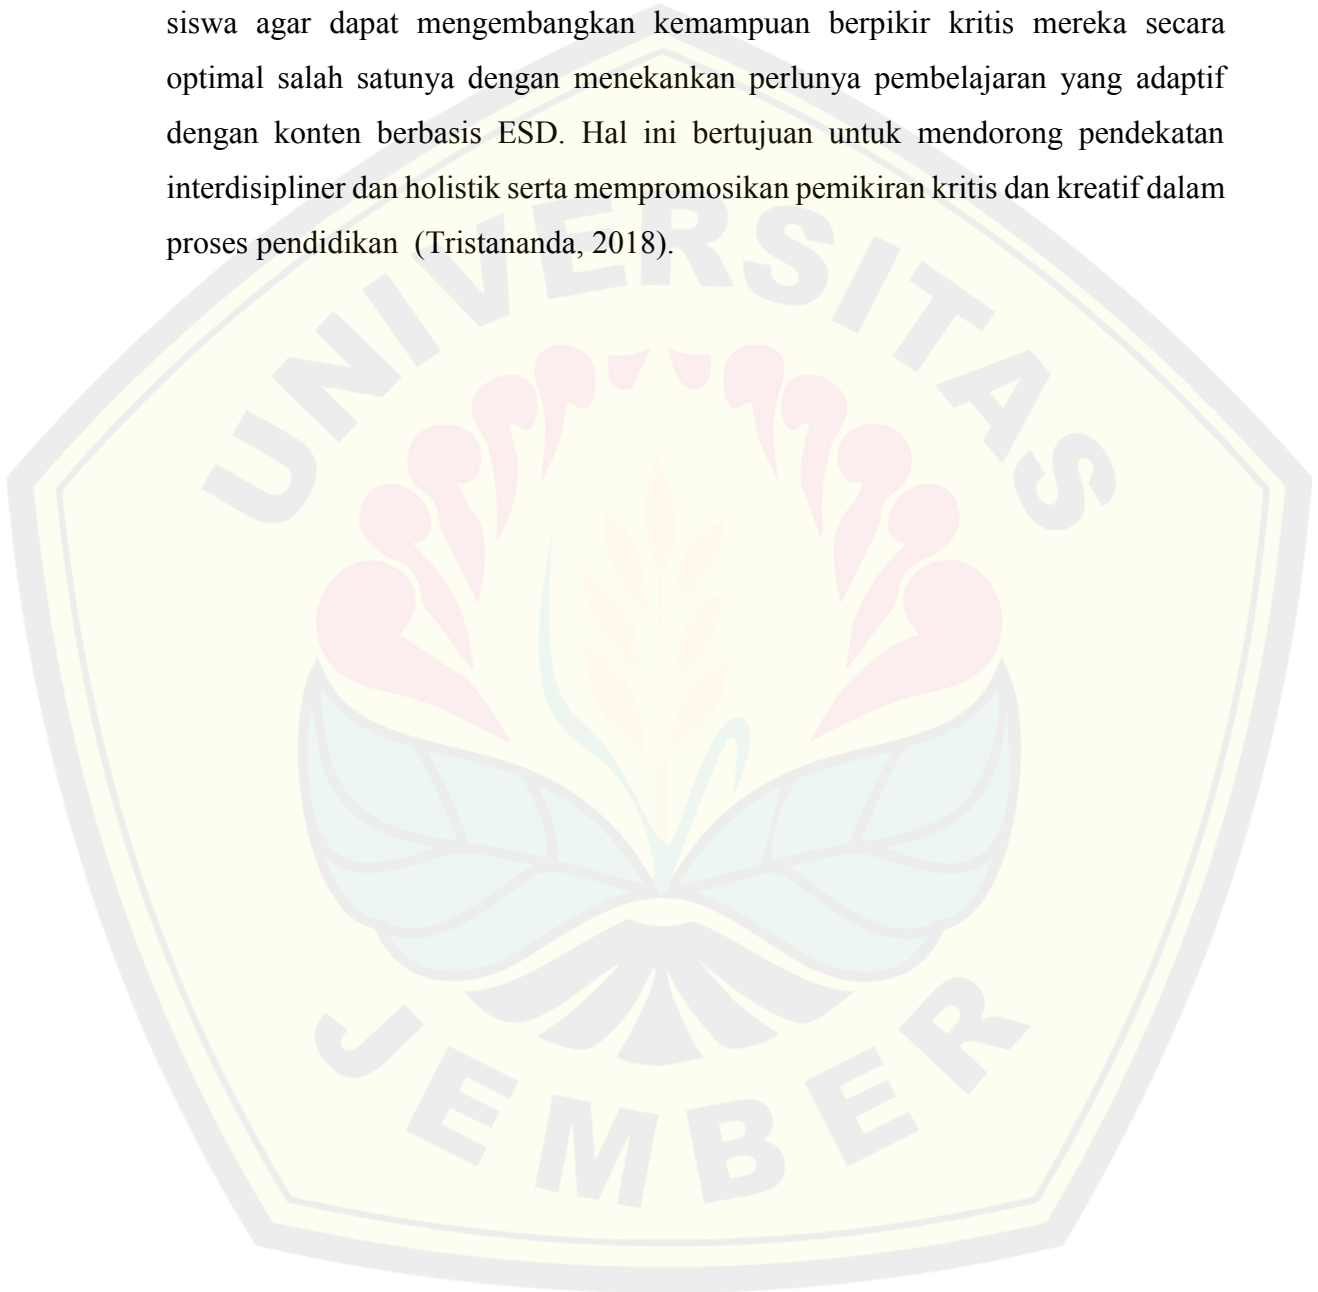 siswa agar dapat mengembangkan kemampuan berpikir kritis mereka secara
optimal salah satunya dengan menekankan perlunya pembelajaran yang adaptif
dengan konten berbasis ESD. Hal ini bertujuan untuk mendorong pendekatan
interdisipliner dan holistik serta mempromosikan pemikiran kritis dan kreatif dalam
proses pendidikan  (Tristananda, 2018).
UNIVERSITAS
JEMBER